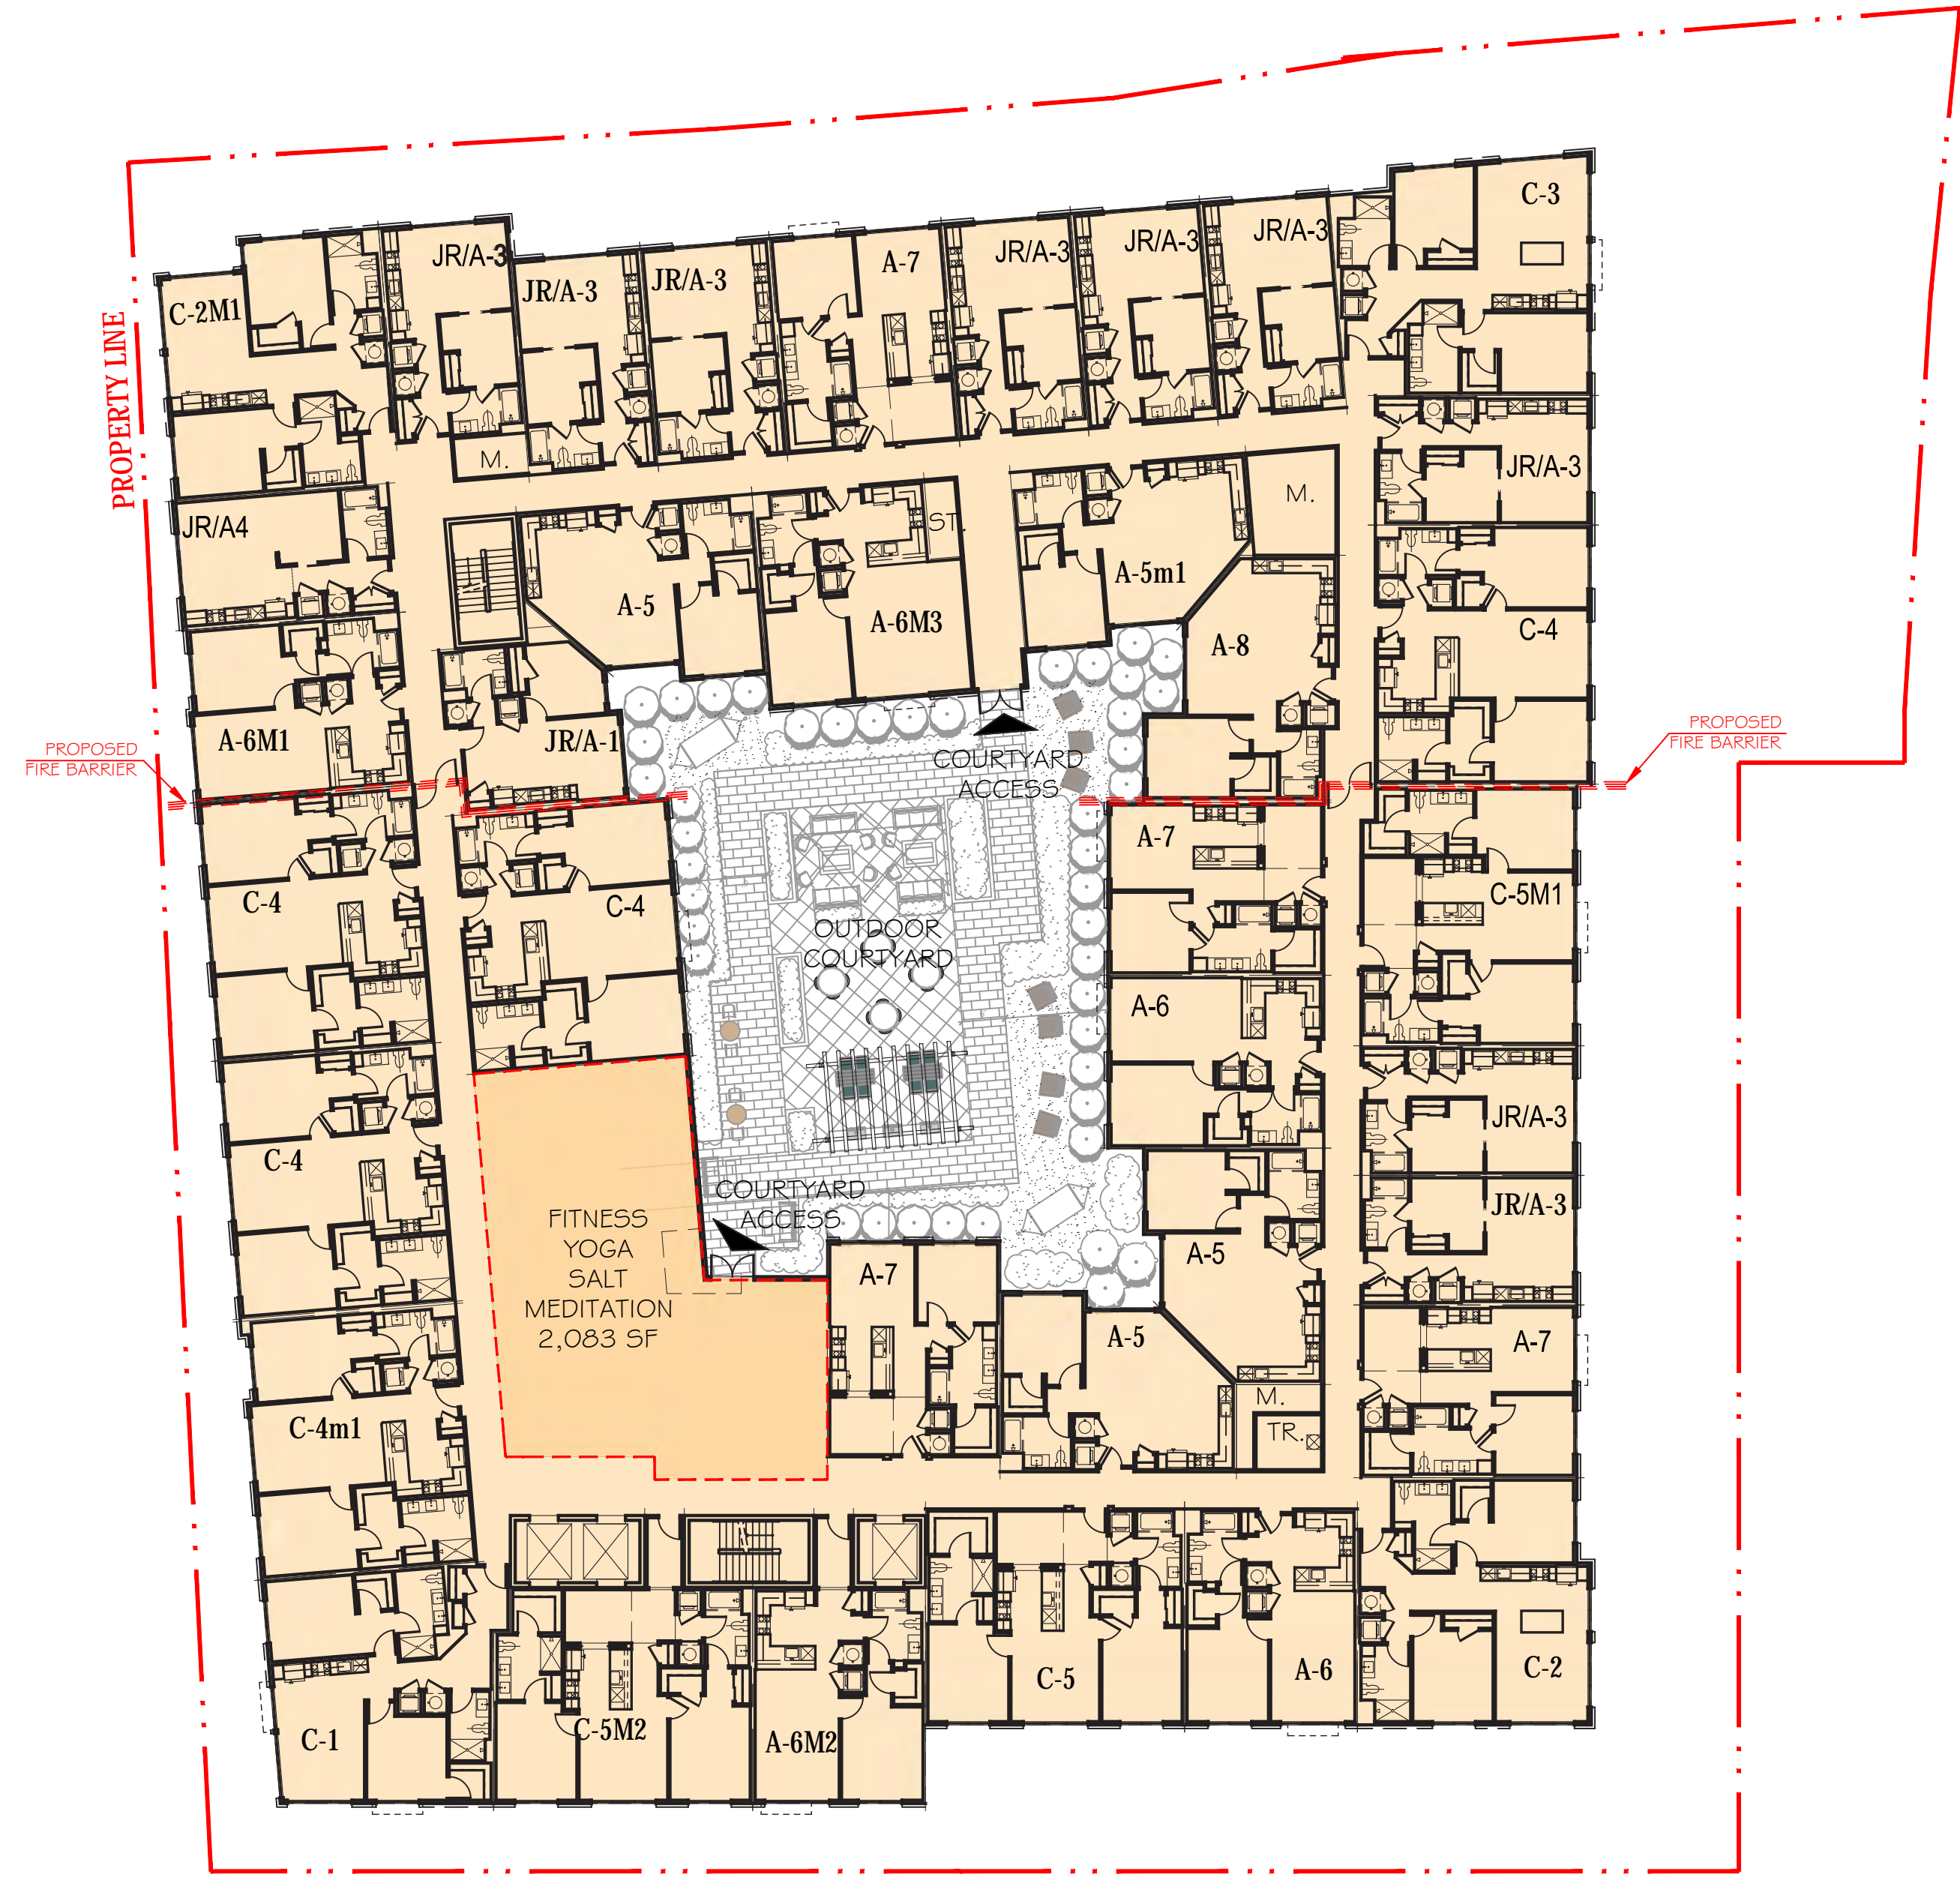 C-3
JR/A-3
JR/A-3
JR/A-3
A-7
JR/A-3
JR/A-3
JR/A-3
C-2M1
PROPERTY LINE
M.
JR/A-3
M.
JR/A4
ST.
A-5m1
A-5
A-6M3
C-4
A-8
A-6M1
JR/A-1
PROPOSED
FIRE BARRIER
PROPOSED
FIRE BARRIER
COURTYARD
ACCESS
A-7
C-4
C-4
C-5M1
OUTDOOR
COURTYARD
A-6
JR/A-3
C-4
COURTYARD
ACCESS
JR/A-3
FITNESS
YOGA
SALT
MEDITATION
2,083 SF
A-5
A-7
A-5
A-7
M.
TR.
C-4m1
C-5
A-6
C-2
C-1
C-5M2
A-6M2